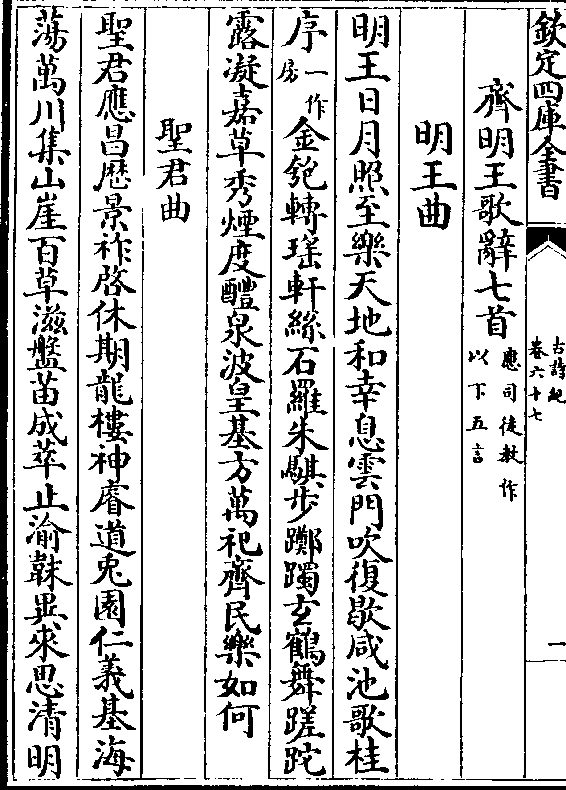 欽定四庫全書
古詩紀
卷六十七
一
齊明王歌辭七首應司徒教作
以下五言
明王曲
明王日月照至樂天地和幸息雲門吹復歇咸池歌桂
序一作房金𩜙轉瑤軒絲石羅朱騏步躑躅玄鶴舞蹉跎
露凝嘉草秀煙度醴泉波皇基方萬祀齊民樂如何
聖君曲
聖君應昌厯景祚啓休期龍樓神睿道兎園仁義基海
蕩萬川集山崖百草滋盤苗成萃止渝韎異來思清明